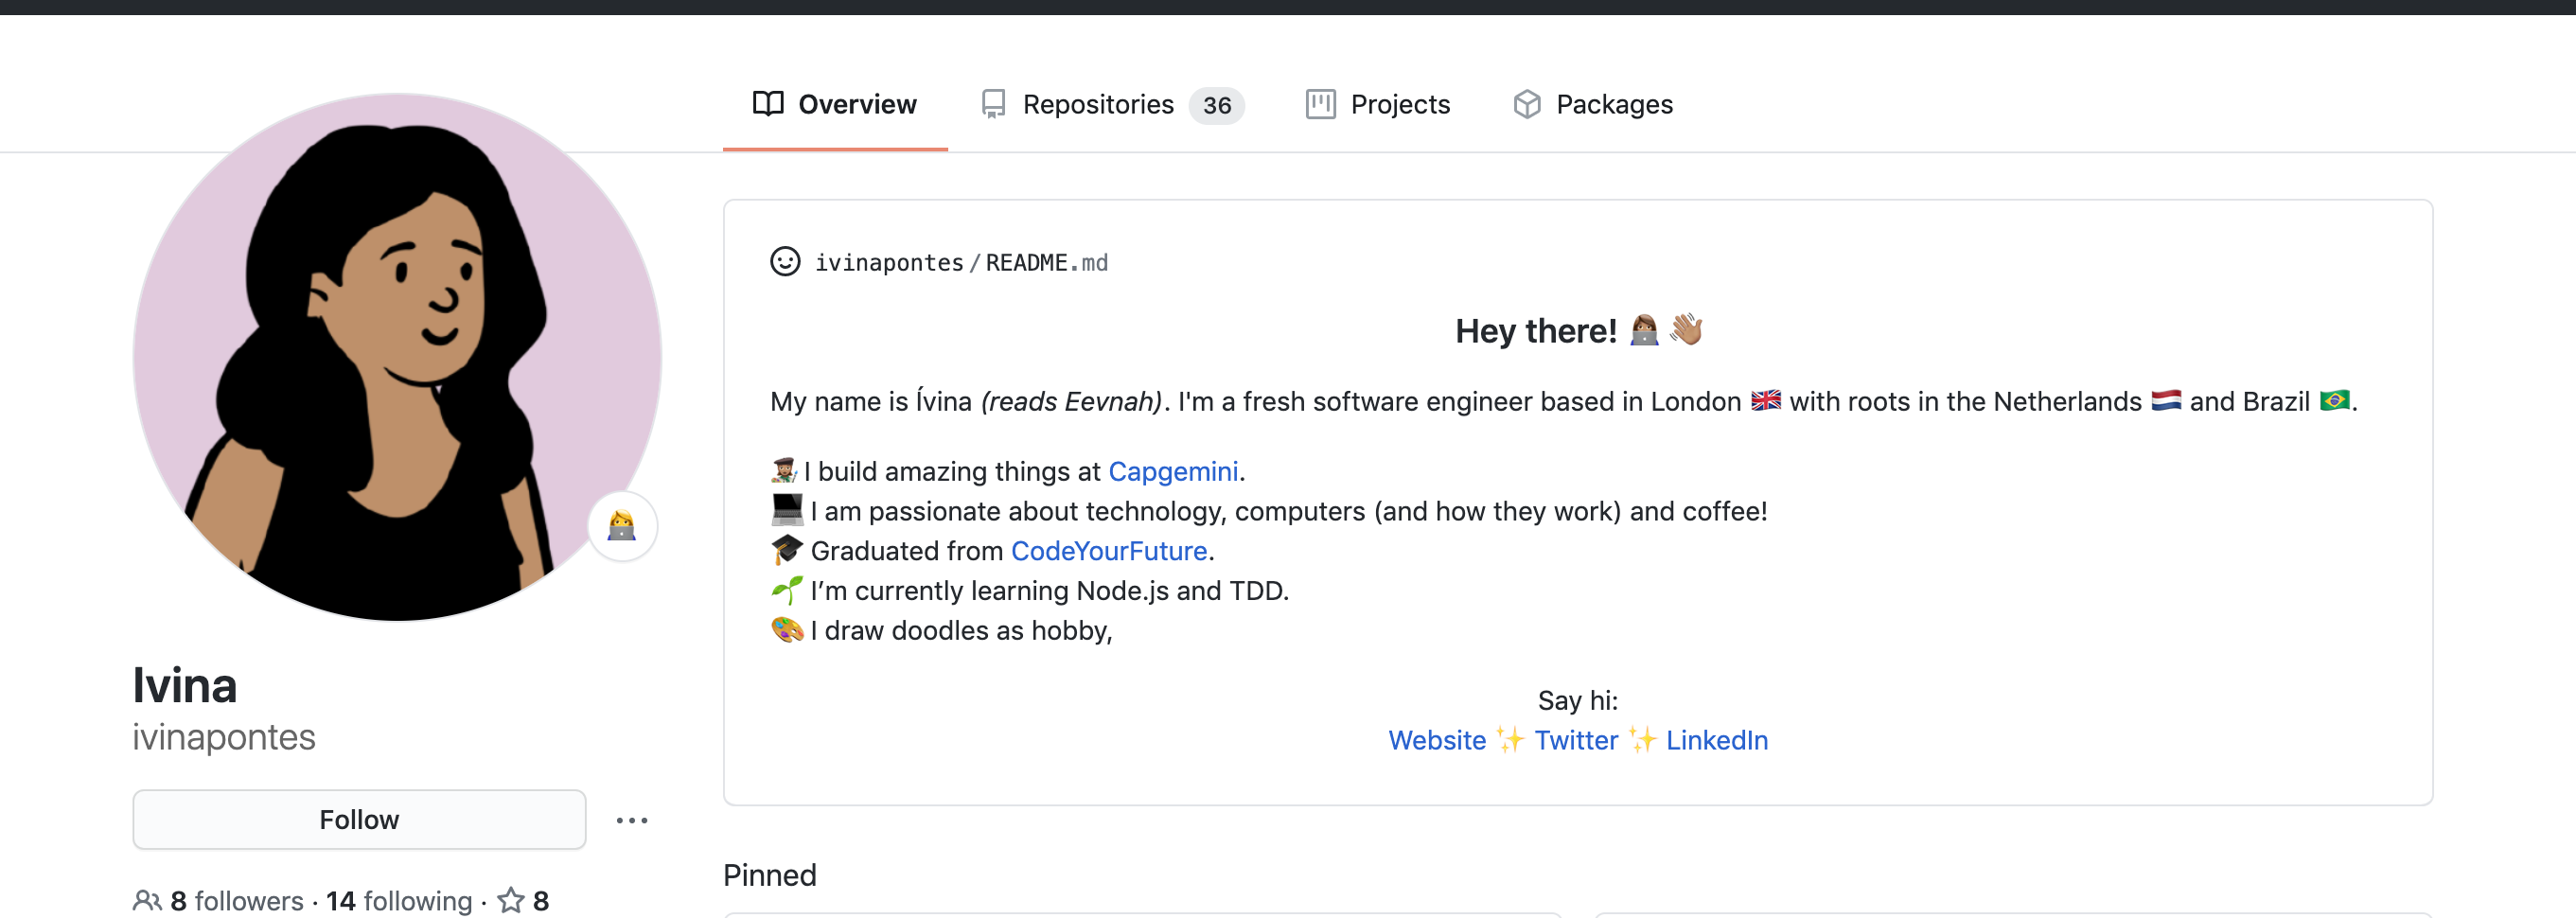 Overview Repositories 36 Projects Packages
ivinapontes/README.md
Hey there! 👩🏽‍💻👋🏽
My name is Ívina (reads Eevnah). I'm a fresh software engineer based in London 🇬🇧 with roots in the Netherlands 🇳🇱 and Brazil 🇧🇷.
👩🏽‍🎨 I build amazing things at Capgemini.
💻 I am passionate about technology, computers (and how they work) and coffee!
🎓 Graduated from CodeYourFuture.
🌱 I’m currently learning Node.js and TDD.
🎨 I draw doodles as hobby,
Say hi:
Website ✨ Twitter ✨ LinkedIn
Ivina
ivinapontes
Follow
8 followers · 14 following · 8
Pinned